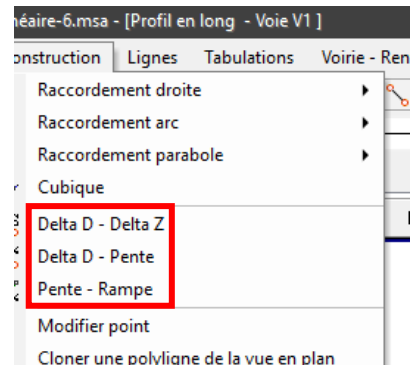 néaire-6.msa - [Profil en long - Voie V1 ]
onstruction Lignes Tabulations Voirie - Ren
Raccordement droite
Raccordement arc
Raccordement parabole
Cubique
Delta D - Delta Z
Delta D - Pente
Pente - Rampe
Modifier point
Cloner une polyligne de la vue en plan